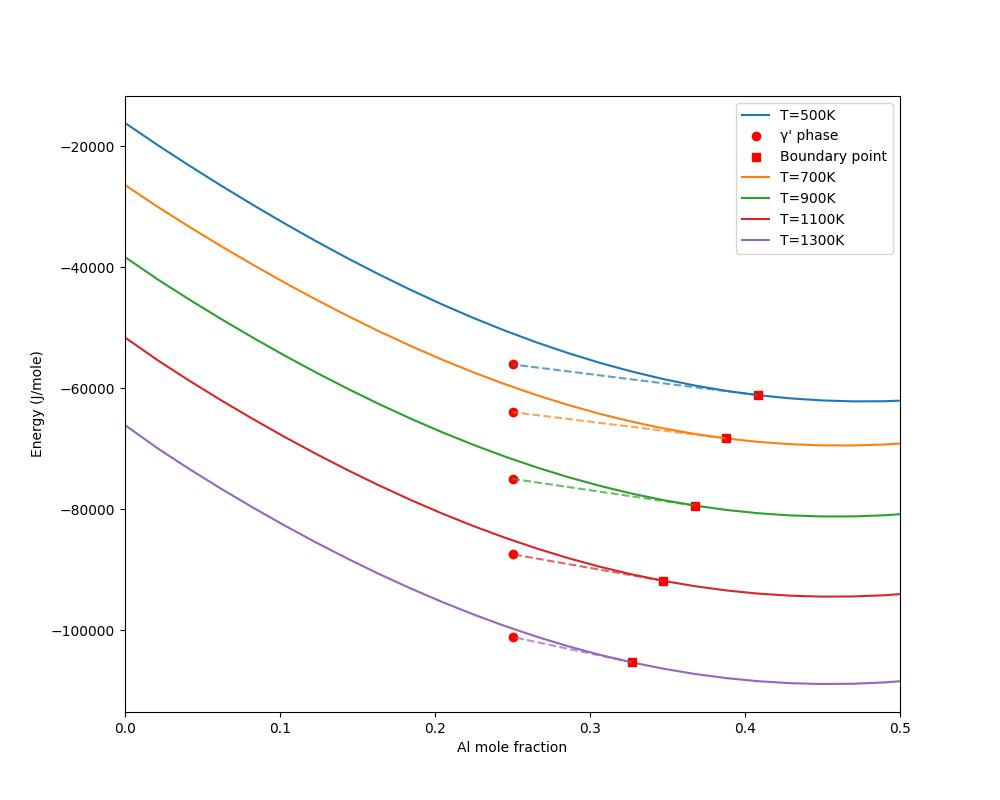 T=500K
γ' phase
Boundary point
T=700K
T=900K
T=1100K
T=1300K
−20000
−40000
−60000
−80000
−100000
Energy (J/mole)
0.0 0.1 0.2 0.3 0.4 0.5
Al mole fraction